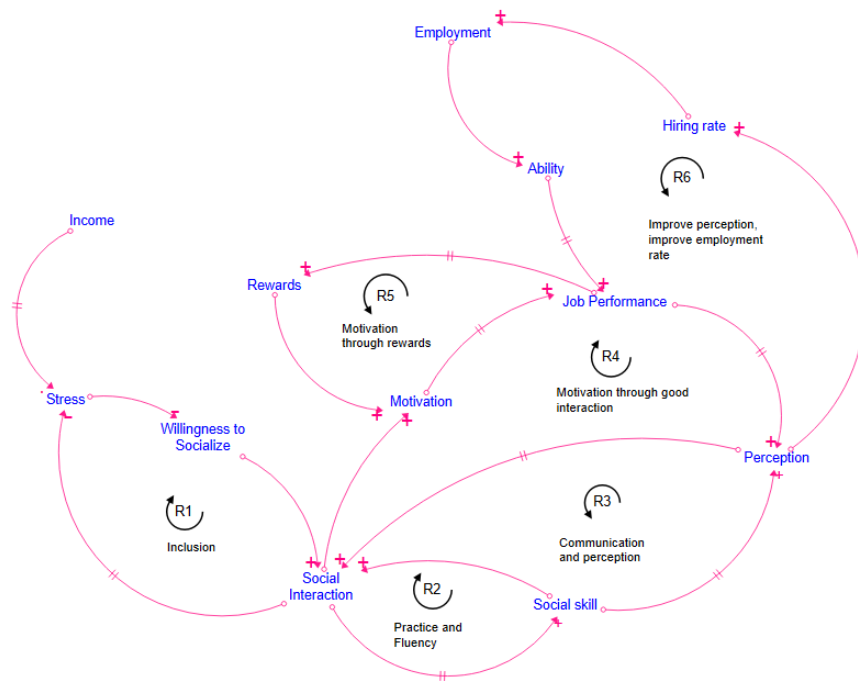 Employment
Hiring rate
Ability
R6
Improve perception,
improve employment
rate
Income
Rewards
R5
Motivation
through rewards
Job Performance
R4
Motivation through good
interaction
Stress
Motivation
Willingness to
Socialize
Perception
R1
Inclusion
R3
Communication
and perception
Social
Interaction
R2
Practice and
Fluency
Social skill